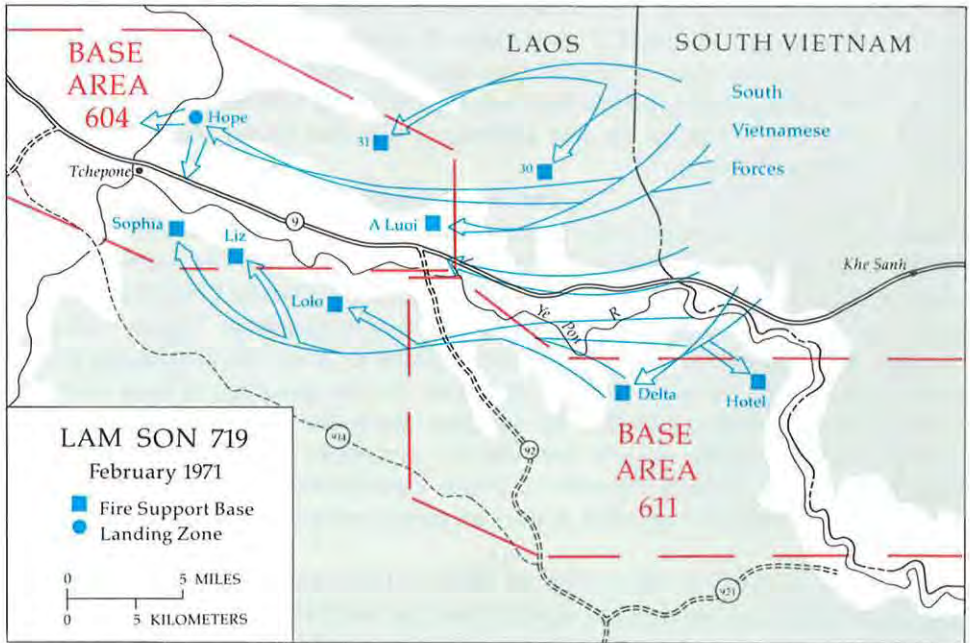 BASE
AREA
604
LAOS
SOUTH VIETNAM
South
Vietnamese
Forces
Hope
31
30
Tchepone
Sophia
Liz
9
A Luoi
Khe Sanh
Lolo
Ye Pon R
Delta
Hotel
BASE
AREA
611
914
92
921
LAM SON 719
February 1971
Fire Support Base
Landing Zone
0 5 MILES
0 5 KILOMETERS